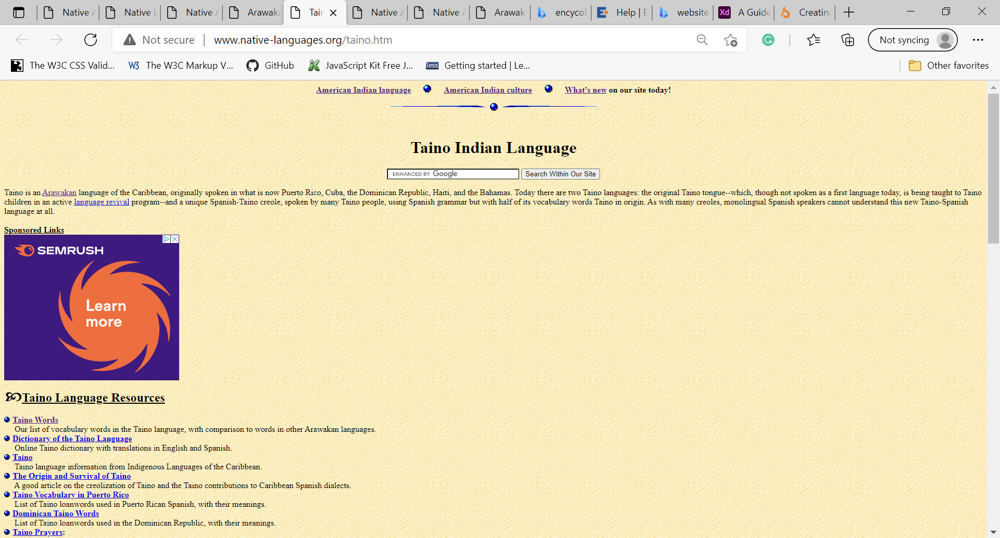 Native A
Native L
Native A
Arawaka
Tain
Native A
Native A
Arawak
encycol
Help | E
website
Xd
A Guide
Creating
Not secure
www.native-languages.org/taino.htm
G
Not syncing
The W3C CSS Valid...
W3
The W3C Markup V...
GitHub
JavaScript Kit Free J...
less
Getting started | Le...
Other favorites
American Indian language
American Indian culture
What's new on our site today!
Taino Indian Language
ENHANCED BY Google
Search Within Our Site
Taino is an Arawakan language of the Caribbean, originally spoken in what is now Puerto Rico, Cuba, the Dominican Republic, Haiti, and the Bahamas. Today there are two Taino languages: the original Taino tongue--which, though not spoken as a first language today, is being taught to Taino
children in an active language revival program--and a unique Spanish-Taino creole, spoken by many Taino people, using Spanish grammar but with half of its vocabulary words Taino in origin. As with many creoles, monolingual Spanish speakers cannot understand this new Taino-Spanish
language at all.
Sponsored Links
SEMRUSH
Learn
more
Taino Language Resources
Taino Words
Our list of vocabulary words in the Taino language, with comparison to words in other Arawakan languages.
Dictionary of the Taino Language
Online Taino dictionary with translations in English and Spanish.
Taíno
Taino language information from Indigenous Languages of the Caribbean.
The Origin and Survival of Taino
A good article on the creolization of Taino and the Taino contributions to Caribbean Spanish dialects.
Taíno Vocabulary in Puerto Rico
List of Taino loanwords used in Puerto Rican Spanish, with their meanings.
Dominican Taino Words
List of Taino loanwords used in the Dominican Republic, with their meanings.
Taino Prayers: